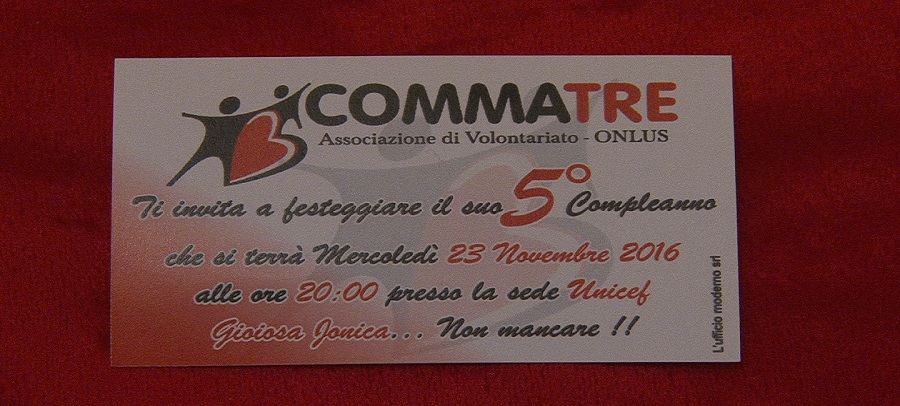 COMMATRE
Associazione di Volontariato - ONLUS
Ti invita a festeggiare il suo 5° Compleanno
che si terrà Mercoledì 23 Novembre 2016
alle ore 20:00 presso la sede Unicef
Gioiosa Jonica... Non mancare !!
L'ufficio moderno srl